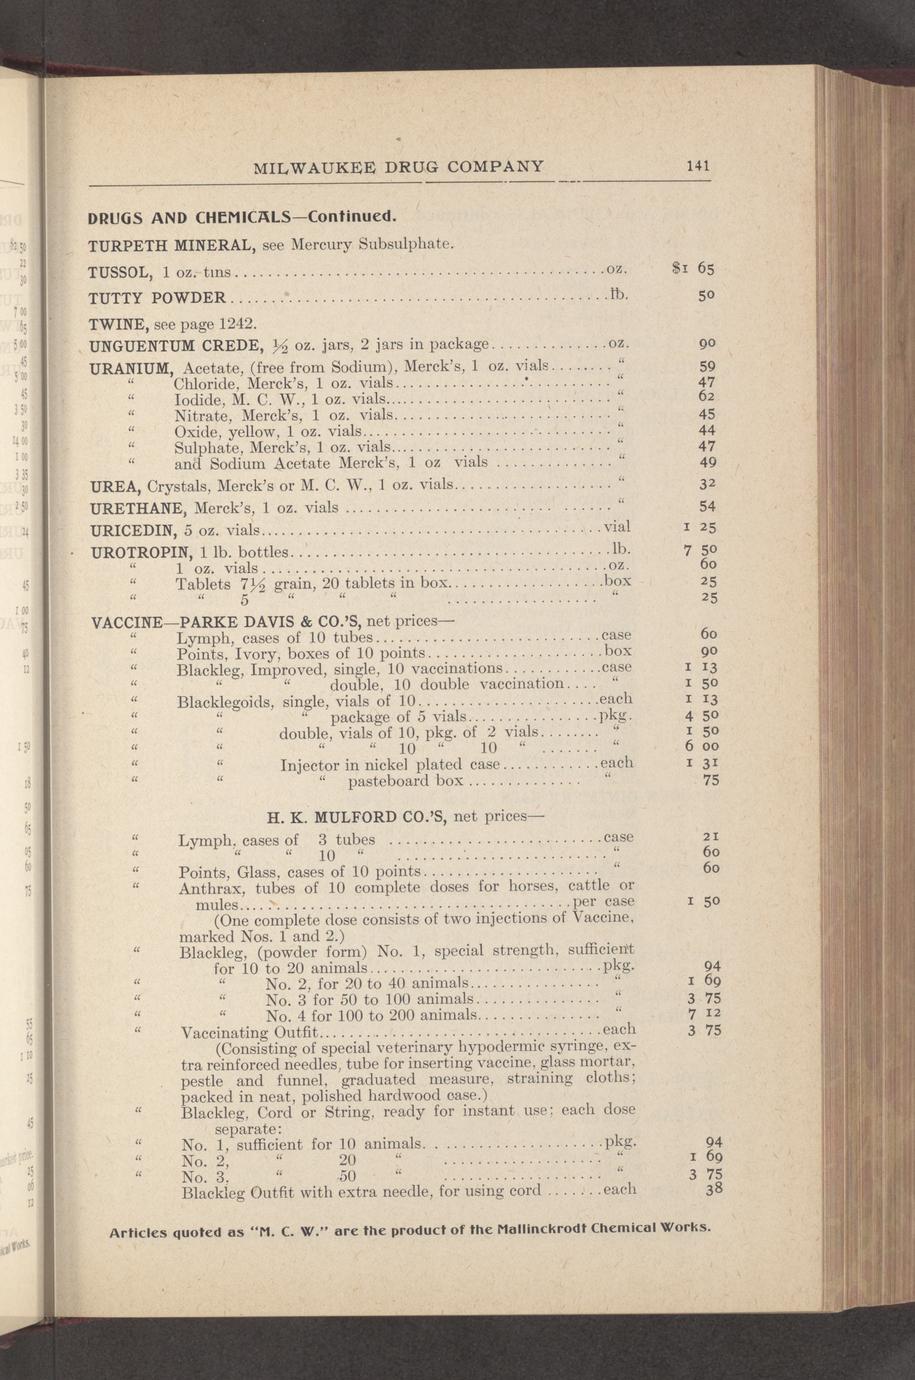 MILWAUKEE DRUG COMPANY 141
DRUGS AND CHEMICALS—Continued.
TURPETH MINERAL, see Mercury Subsulphate.
TUSSOL, 1 oz. tins........oz. $1 65
TUTTY POWDER........lb. 50
TWINE, see page 1242.
UNGUENTUM CREDE, ½ oz. jars, 2 jars in package........oz. 90
URANIUM, Acetate, (free from Sodium), Merck's, 1 oz. vials........ “ 59
“ Chloride, Merck's, 1 oz. vials........ “ 47
“ Iodide, M. C. W., 1 oz. vials........ “ 62
“ Nitrate, Merck's, 1 oz. vials........ “ 45
“ Oxide, yellow, 1 oz. vials........ “ 44
“ Sulphate, Merck's, 1 oz. vials........ “ 47
“ and Sodium Acetate Merck's, 1 oz vials ........ “ 49
UREA, Crystals, Merck's or M. C. W., 1 oz. vials........ “ 32
URETHANE, Merck's, 1 oz. vials ........ “ 54
URICEDIN, 5 oz. vials........vial 1 25
UROTROPIN, 1 lb. bottles........lb. 7 50
“ 1 oz. vials........oz. 60
“ Tablets 7½ grain, 20 tablets in box........box 25
“ “ 5 “ “ “ ........ “ 25
VACCINE—PARKE DAVIS & CO.'S, net prices—
“ Lymph, cases of 10 tubes........case 60
“ Points, Ivory, boxes of 10 points........box 90
“ Blackleg, Improved, single, 10 vaccinations........case 1 13
“ “ “ double, 10 double vaccination.... “ 1 50
“ Blacklegoids, single, vials of 10........each 1 13
“ “ “ package of 5 vials........pkg. 4 50
“ “ double, vials of 10, pkg. of 2 vials........ “ 1 50
“ “ “ “ 10 “ 10 “ ....... “ 6 00
“ “ Injector in nickel plated case........each 1 31
“ “ “ pasteboard box ........ “ 75
H. K. MULFORD CO.'S, net prices—
“ Lymph, cases of 3 tubes ........case 21
“ “ “ 10 “ ........ “ 60
“ Points, Glass, cases of 10 points........ “ 60
“ Anthrax, tubes of 10 complete doses for horses, cattle or
mules........per case 1 50
(One complete dose consists of two injections of Vaccine,
marked Nos. 1 and 2.)
“ Blackleg, (powder form) No. 1, special strength, sufficient
for 10 to 20 animals........pkg. 94
“ “ No. 2, for 20 to 40 animals........ “ 1 69
“ “ No. 3 for 50 to 100 animals........ “ 3 75
“ “ No. 4 for 100 to 200 animals........ “ 7 12
“ Vaccinating Outfit........each 3 75
(Consisting of special veterinary hypodermic syringe, ex-
tra reinforced needles, tube for inserting vaccine, glass mortar,
pestle and funnel, graduated measure, straining cloths;
packed in neat, polished hardwood case.)
“ Blackleg, Cord or String, ready for instant use; each dose
separate:
“ No. 1, sufficient for 10 animals........pkg. 94
“ No. 2, “ 20 “ ........ “ 1 69
“ No. 3, “ 50 “ ........ “ 3 75
Blackleg Outfit with extra needle, for using cord .......each 38
Articles quoted as "M. C. W." are the product of the Mallinckrodt Chemical Works.